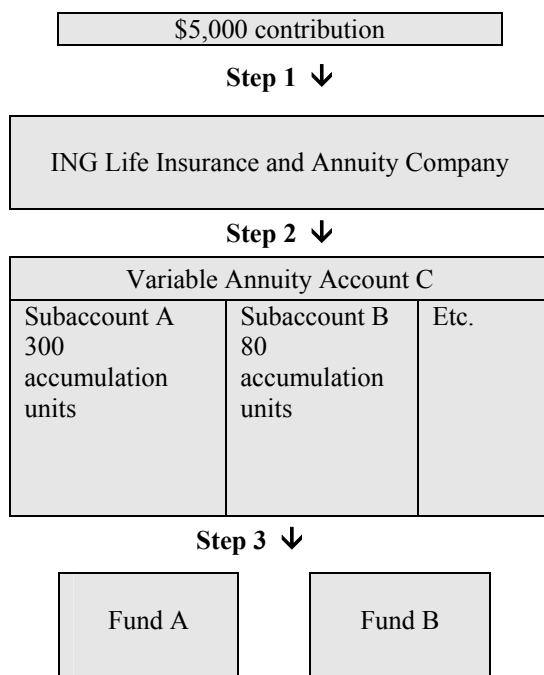 $5,000 contribution
Step 1 ↓
ING Life Insurance and Annuity Company
Step 2 ↓
Variable Annuity Account C
Subaccount A
300
accumulation
units
Subaccount B
80
accumulation
units
Etc.
Step 3 ↓
Fund A
Fund B